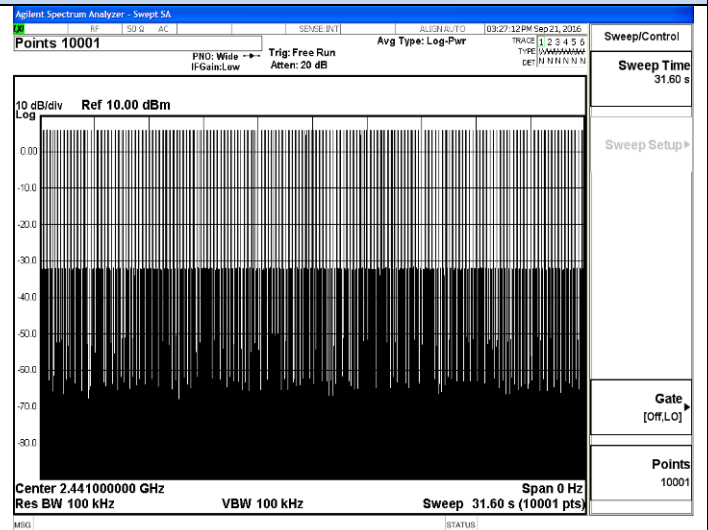 Agilent Spectrum Analyzer - Swept SA
RF 50 Ω AC SENSE:INT ALIGN AUTO 03:27:12 PM Sep 21, 2016
Points 10001
PNO: Wide Trig: Free Run
IFGain:Low Atten: 20 dB
Avg Type: Log-Pwr
TRACE 1 2 3 4 5 6
TYPE
DET N N N N N N
Sweep/Control
Sweep Time
31.60 s
Sweep Setup
Gate
[Off,LO]
Points
10001
10 dB/div Ref 10.00 dBm
Log
0.00
-10.0
-20.0
-30.0
-40.0
-50.0
-60.0
-70.0
-80.0
Center 2.441000000 GHz Span 0 Hz
Res BW 100 kHz VBW 100 kHz Sweep 31.60 s (10001 pts)
MSG STATUS